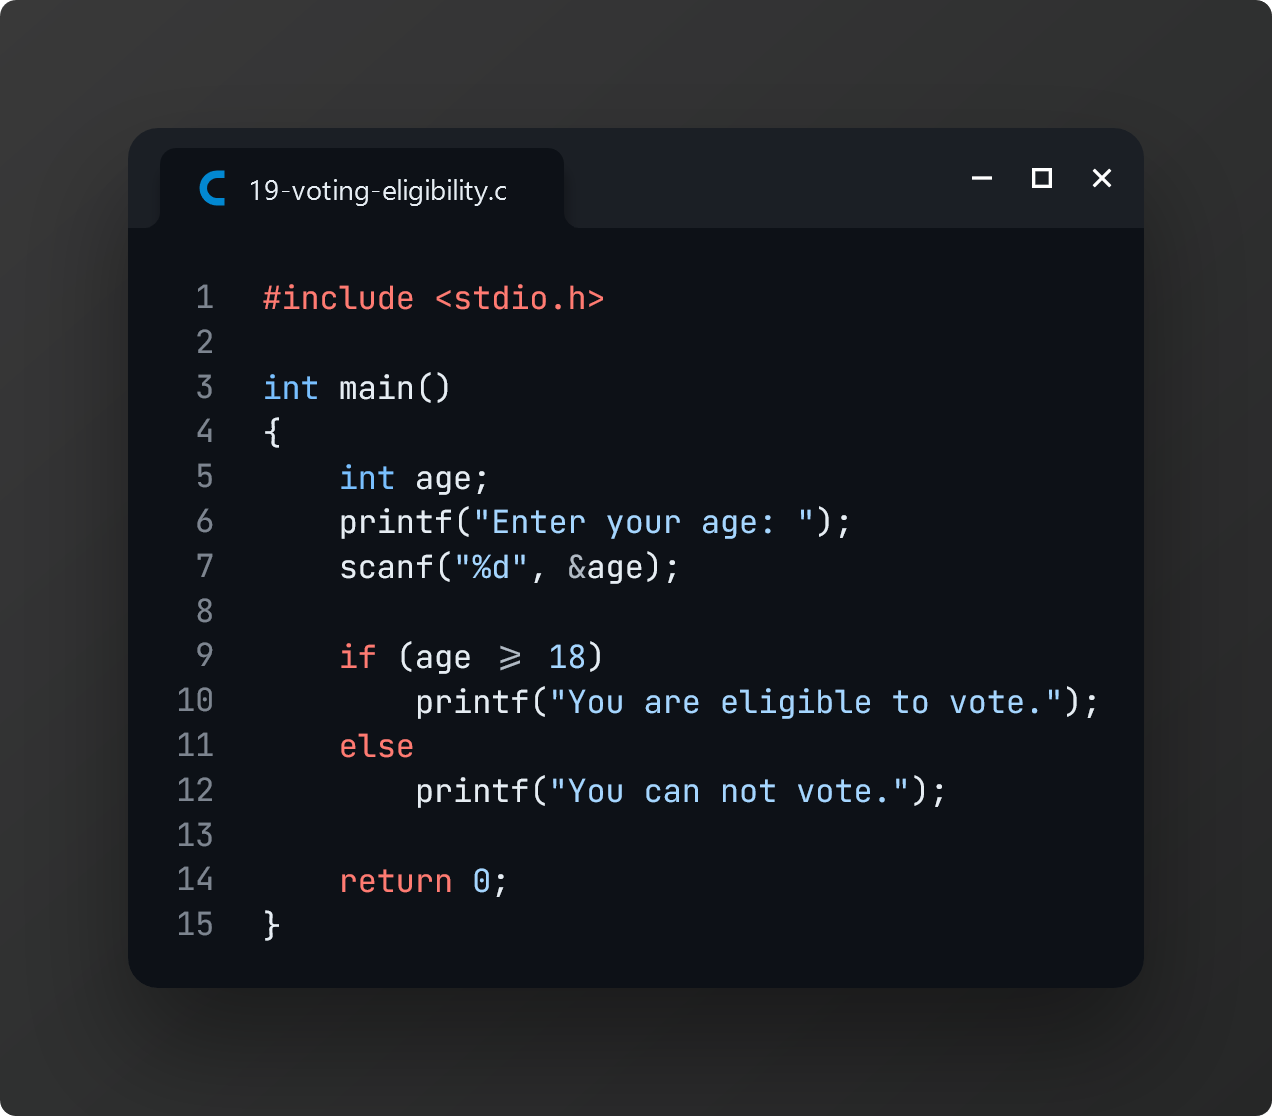 19-voting-eligibility.c
1 #include <stdio.h>
2
3 int main()
4 {
5     int age;
6     printf("Enter your age: ");
7     scanf("%d", &age);
8
9     if (age >= 18)
10         printf("You are eligible to vote.");
11     else
12         printf("You can not vote.");
13
14     return 0;
15 }